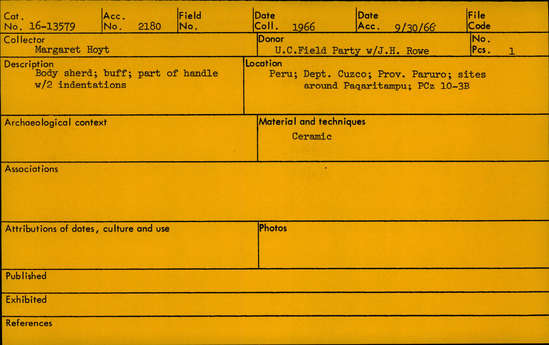 Cat. No. 16-13579 Acc. No. 2180 Field No. Date Coll. 1966 Date Acc. 9/30/66 File Code
Collector Donor No. Pcs. 1
Margaret Hoyt U.C.Field Party w/J.H. Rowe
Description Location
Body sherd; buff; part of handle Peru; Dept. Cuzco; Prov. Paruro; sites
w/2 indentations around Paqaritampu; PCz 10-3B
Archaeological context Material and techniques
Ceramic
Associations
Attributions of dates, culture and use Photos
Published
Exhibited
References